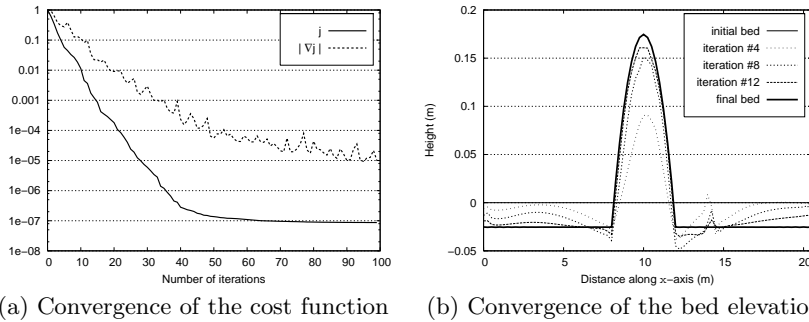 1
0.1
0.01
0.001
1e−04
1e−05
1e−06
1e−07
1e−08
0 10 20 30 40 50 60 70 80 90 100
Number of iterations
j
| ∇j |
(a) Convergence of the cost function
0.2
0.15
0.1
0.05
0
−0.05
Height (m)
0 5 10 15 20
Distance along x−axis (m)
initial bed
iteration #4
iteration #8
iteration #12
final bed
(b) Convergence of the bed elevatio